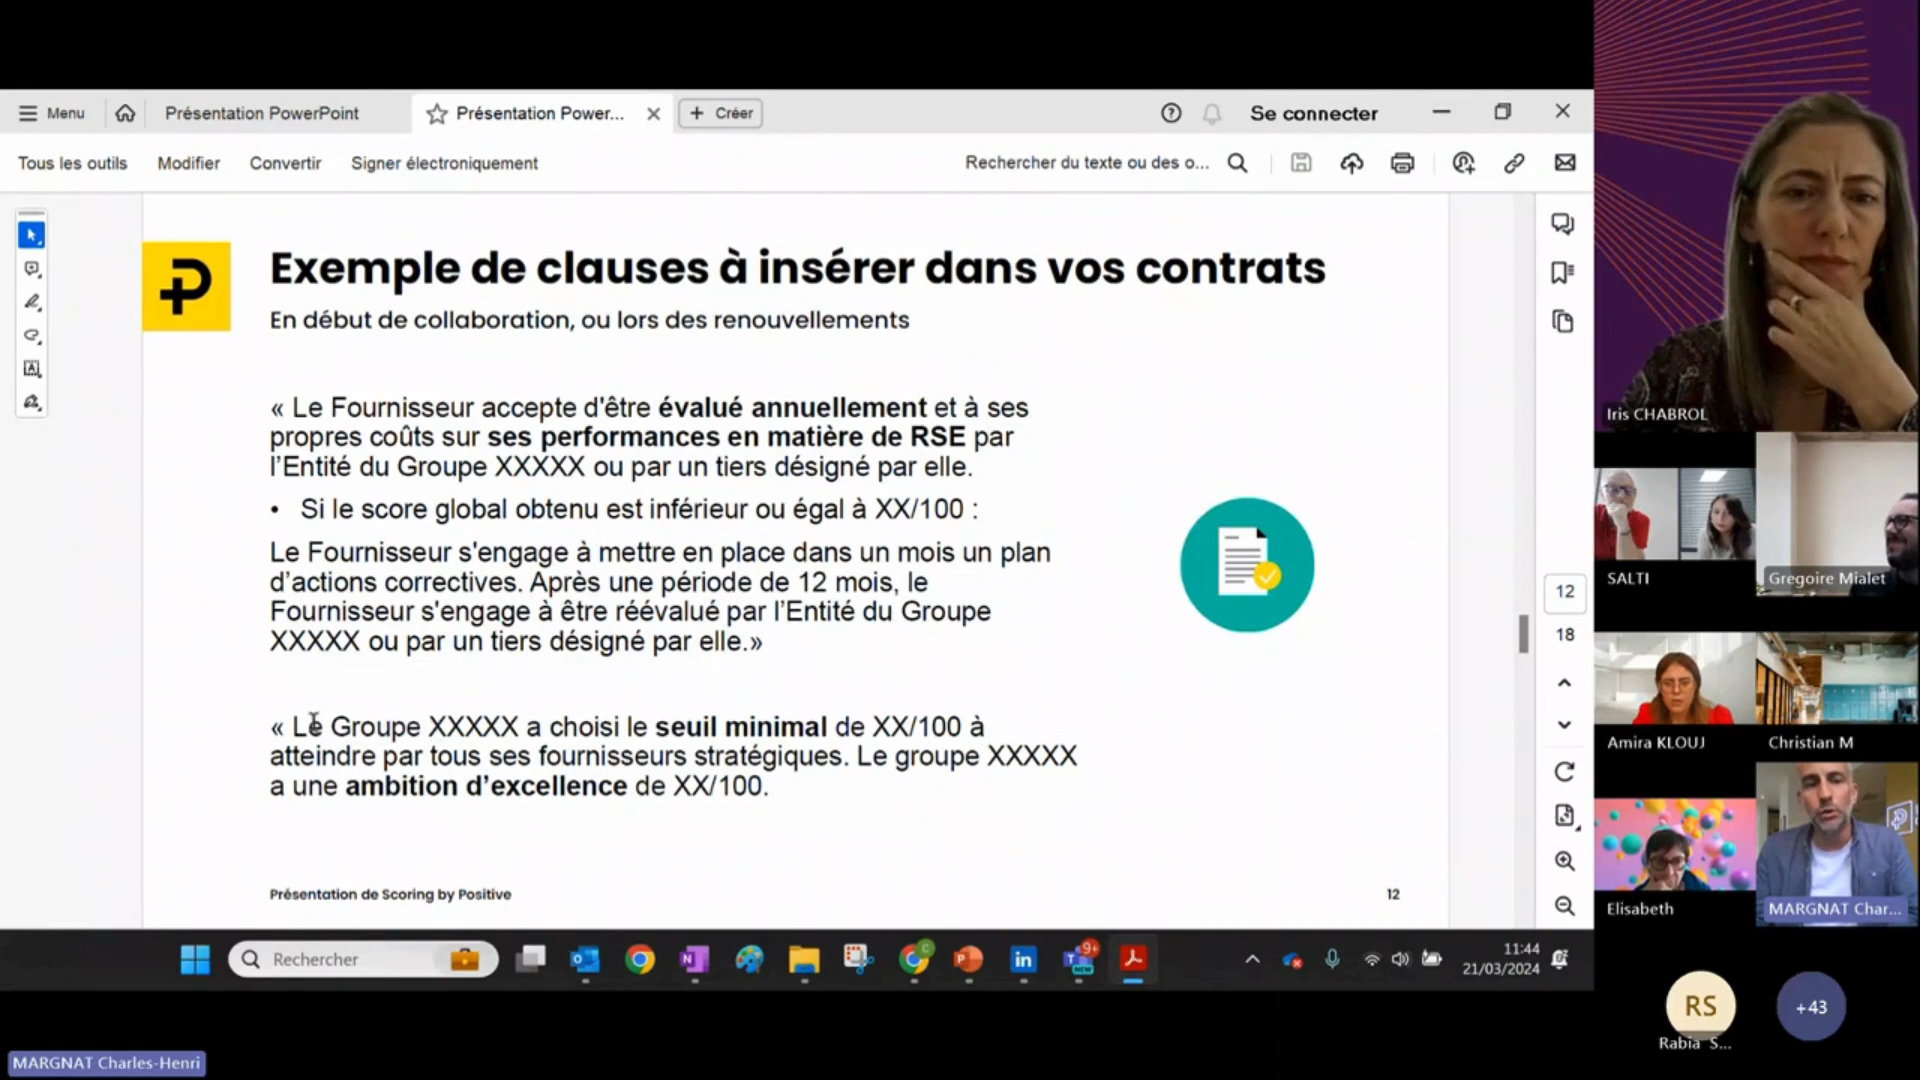 Menu
Présentation PowerPoint
Présentation Power...
Créer
Se connecter
Tous les outils
Modifier
Convertir
Signer électroniquement
Rechercher du texte ou des o...
Exemple de clauses à insérer dans vos contrats
En début de collaboration, ou lors des renouvellements
« Le Fournisseur accepte d'être évalué annuellement et à ses
propres coûts sur ses performances en matière de RSE par
l'Entité du Groupe XXXXX ou par un tiers désigné par elle.
• Si le score global obtenu est inférieur ou égal à XX/100 :
Le Fournisseur s'engage à mettre en place dans un mois un plan
d'actions correctives. Après une période de 12 mois, le
Fournisseur s'engage à être réévalué par l'Entité du Groupe
XXXXX ou par un tiers désigné par elle.»
« Le Groupe XXXXX a choisi le seuil minimal de XX/100 à
atteindre par tous ses fournisseurs stratégiques. Le groupe XXXXX
a une ambition d'excellence de XX/100.
Présentation de Scoring by Positive
12
12
18
Rechercher
9+
NEW
11:44
21/03/2024
Iris CHABROL
SALTI
Gregoire Mialet
Amira KLOUJ
Christian M
Elisabeth
MARGNAT Char...
RS
Rabia S...
+43
MARGNAT Charles-Henri